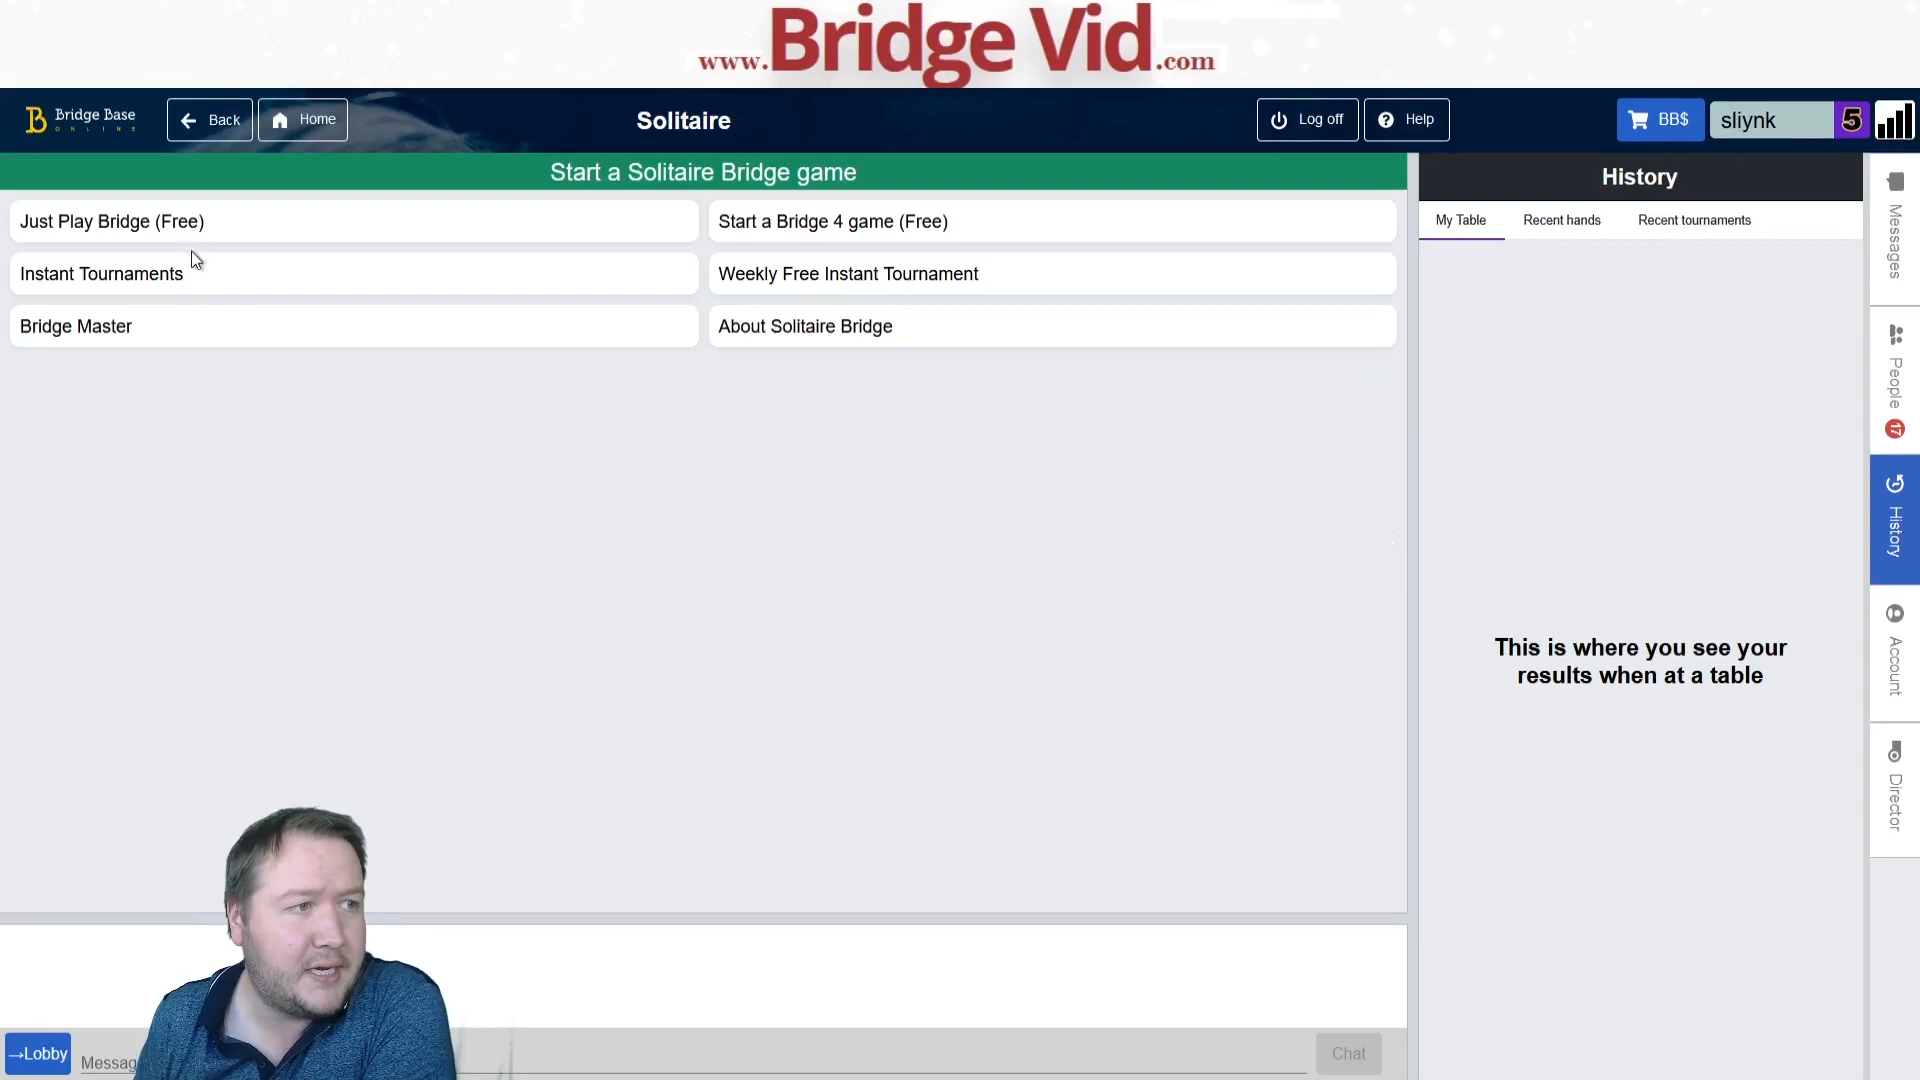 www.Bridge Vid.com
Bridge Base
ONLINE
Back
Home
Solitaire
Log off
Help
BB$
sliynk
5
Start a Solitaire Bridge game
Just Play Bridge (Free)
Start a Bridge 4 game (Free)
Instant Tournaments
Weekly Free Instant Tournament
Bridge Master
About Solitaire Bridge
History
My Table
Recent hands
Recent tournaments
This is where you see your
results when at a table
Messages
People
17
History
Account
Director
→Lobby
Messag
Chat